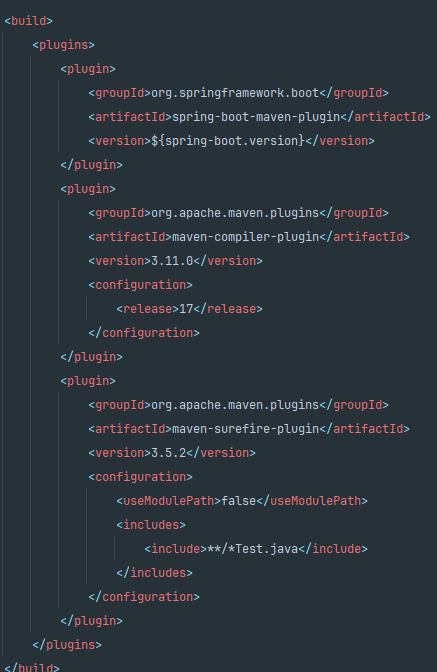 <build>
<plugins>
<plugin>
<groupId>org.springframework.boot</groupId>
<artifactId>spring-boot-maven-plugin</artifactId>
<version>${spring-boot.version}</version>
</plugin>
<plugin>
<groupId>org.apache.maven.plugins</groupId>
<artifactId>maven-compiler-plugin</artifactId>
<version>3.11.0</version>
<configuration>
<release>17</release>
</configuration>
</plugin>
<plugin>
<groupId>org.apache.maven.plugins</groupId>
<artifactId>maven-surefire-plugin</artifactId>
<version>3.5.2</version>
<configuration>
<useModulePath>false</useModulePath>
<includes>
<include>**/*Test.java</include>
</includes>
</configuration>
</plugin>
</plugins>
</build>